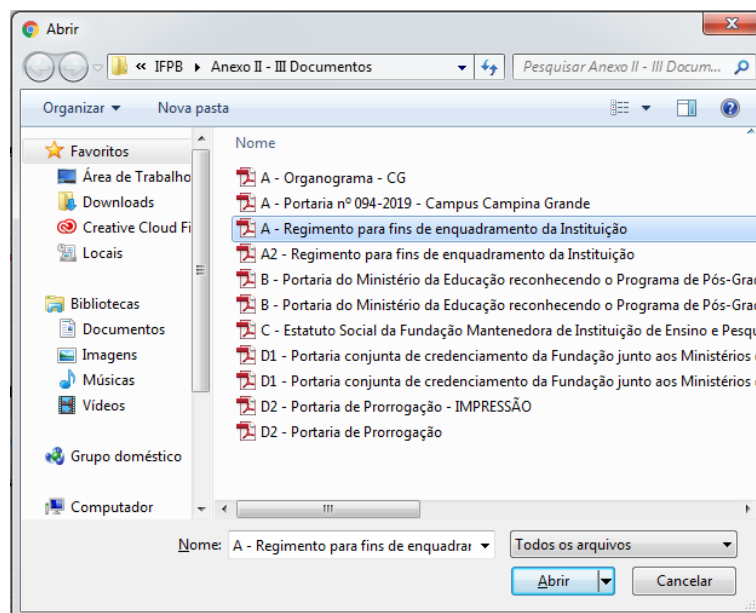 Abrir
« IFPB ▸ Anexo II - III Documentos
Pesquisar Anexo II - III Docum...
Organizar
Nova pasta
Favoritos
Área de Trabalho
Downloads
Creative Cloud Fi
Locais
Bibliotecas
Documentos
Imagens
Músicas
Vídeos
Grupo doméstico
Computador
Nome
A - Organograma - CG
A - Portaria nº 094-2019 - Campus Campina Grande
A - Regimento para fins de enquadramento da Instituição
A2 - Regimento para fins de enquadramento da Instituição
B - Portaria do Ministério da Educação reconhecendo o Programa de Pós-Grad
B - Portaria do Ministério da Educação reconhecendo o Programa de Pós-Grad
C - Estatuto Social da Fundação Mantenedora de Instituição de Ensino e Pesqu
D1 - Portaria conjunta de credenciamento da Fundação junto aos Ministérios
D1 - Portaria conjunta de credenciamento da Fundação junto aos Ministérios
D2 - Portaria de Prorrogação - IMPRESSÃO
D2 - Portaria de Prorrogação
Nome: A - Regimento para fins de enquadrar
Todos os arquivos
Abrir
Cancelar